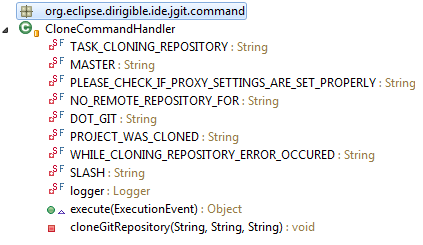 org.eclipse.dirigible.ide.jgit.command
CloneCommandHandler
TASK_CLONING_REPOSITORY : String
MASTER : String
PLEASE_CHECK_IF_PROXY_SETTINGS_ARE_SET_PROPERLY : String
NO_REMOTE_REPOSITORY_FOR : String
DOT_GIT : String
PROJECT_WAS_CLONED : String
WHILE_CLONING_REPOSITORY_ERROR_OCCURED : String
SLASH : String
logger : Logger
execute(ExecutionEvent) : Object
cloneGitRepository(String, String, String) : void